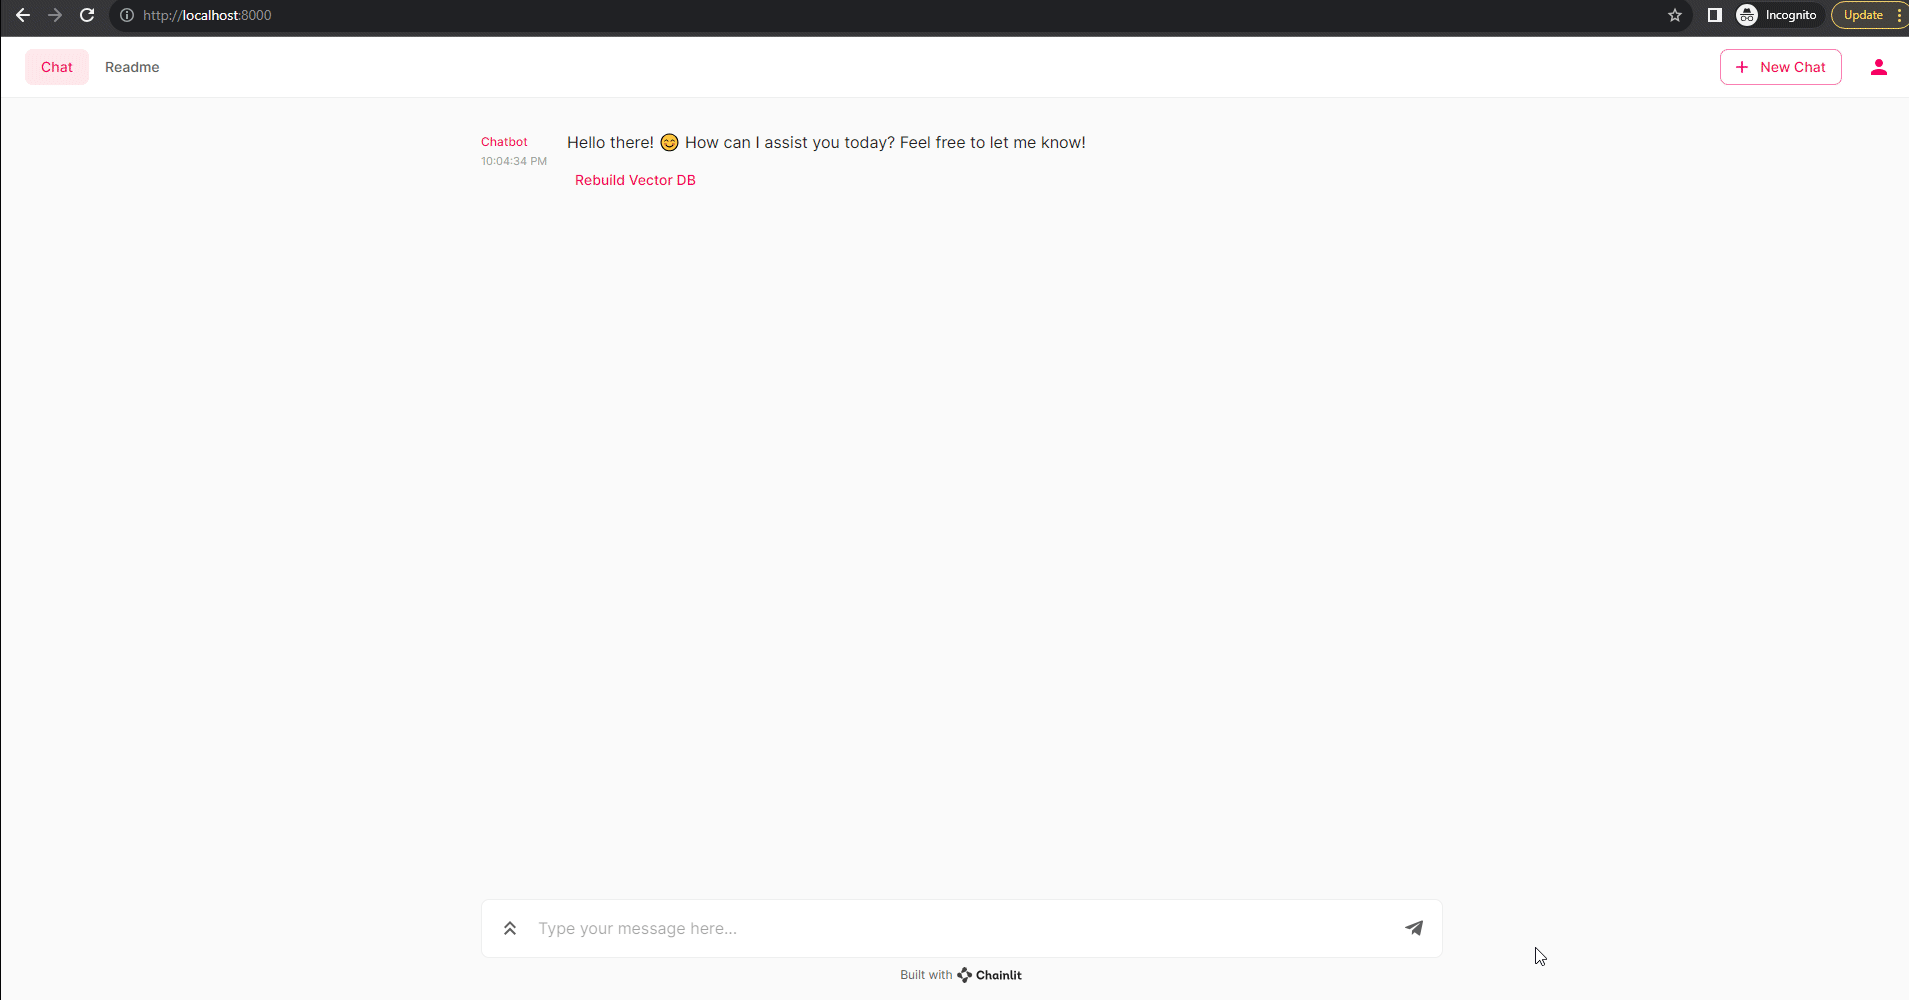 http://localhost:8000
Incognito
Update
Chat
Readme
New Chat
Chatbot
Hello there! 😊 How can I assist you today? Feel free to let me know!
10:04:34 PM
Rebuild Vector DB
Type your message here...
Built with Chainlit